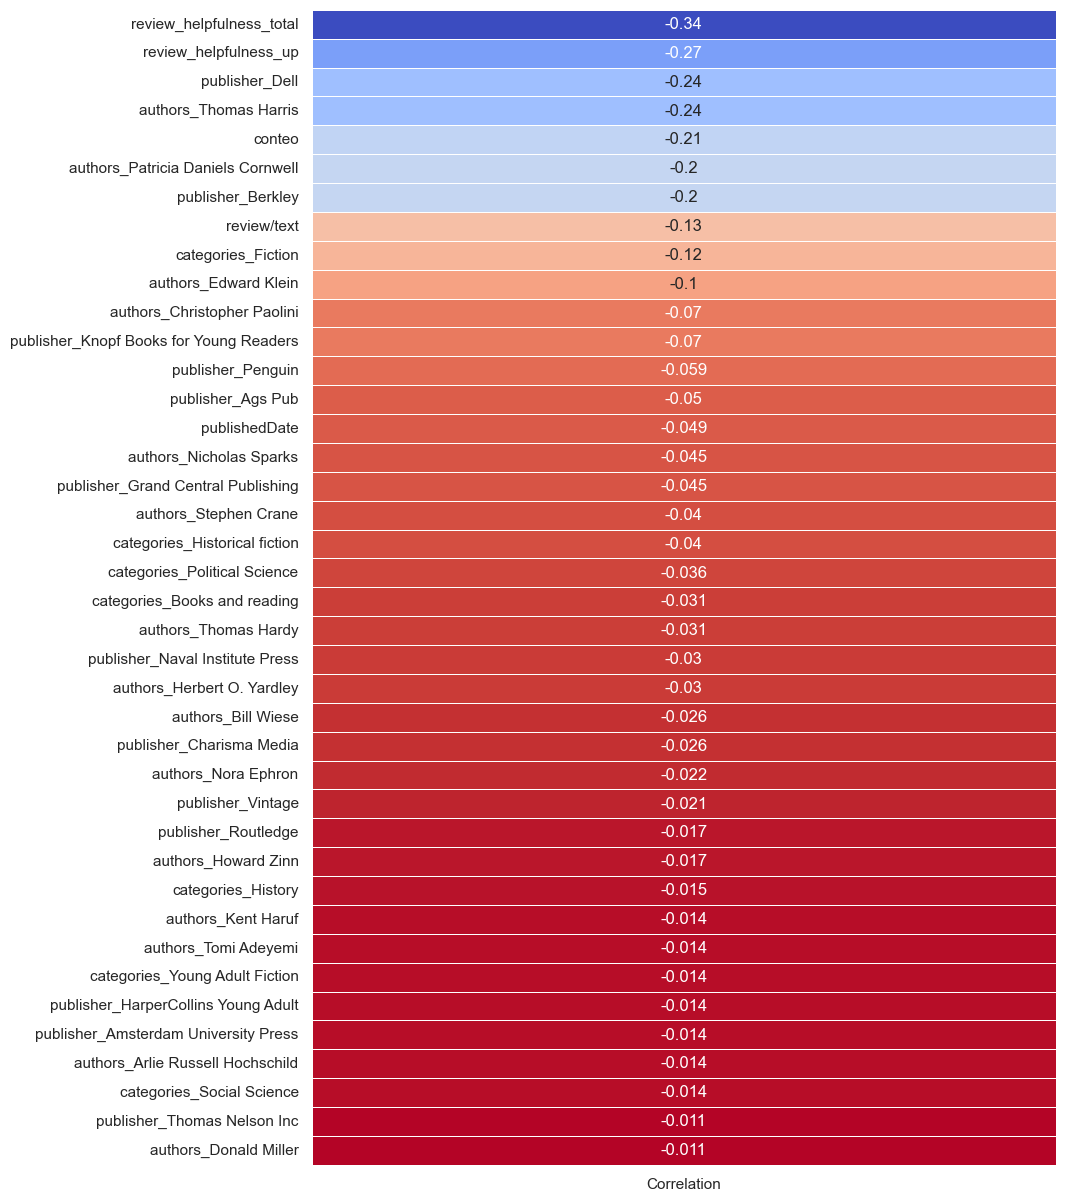 review_helpfulness_total -0.34
review_helpfulness_up -0.27
publisher_Dell -0.24
authors_Thomas Harris -0.24
conteo -0.21
authors_Patricia Daniels Cornwell -0.2
publisher_Berkley -0.2
review/text -0.13
categories_Fiction -0.12
authors_Edward Klein -0.1
authors_Christopher Paolini -0.07
publisher_Knopf Books for Young Readers -0.07
publisher_Penguin -0.059
publisher_Ags Pub -0.05
publishedDate -0.049
authors_Nicholas Sparks -0.045
publisher_Grand Central Publishing -0.045
authors_Stephen Crane -0.04
categories_Historical fiction -0.04
categories_Political Science -0.036
categories_Books and reading -0.031
authors_Thomas Hardy -0.031
publisher_Naval Institute Press -0.03
authors_Herbert O. Yardley -0.03
authors_Bill Wiese -0.026
publisher_Charisma Media -0.026
authors_Nora Ephron -0.022
publisher_Vintage -0.021
publisher_Routledge -0.017
authors_Howard Zinn -0.017
categories_History -0.015
authors_Kent Haruf -0.014
authors_Tomi Adeyemi -0.014
categories_Young Adult Fiction -0.014
publisher_HarperCollins Young Adult -0.014
publisher_Amsterdam University Press -0.014
authors_Arlie Russell Hochschild -0.014
categories_Social Science -0.014
publisher_Thomas Nelson Inc -0.011
authors_Donald Miller -0.011
Correlation